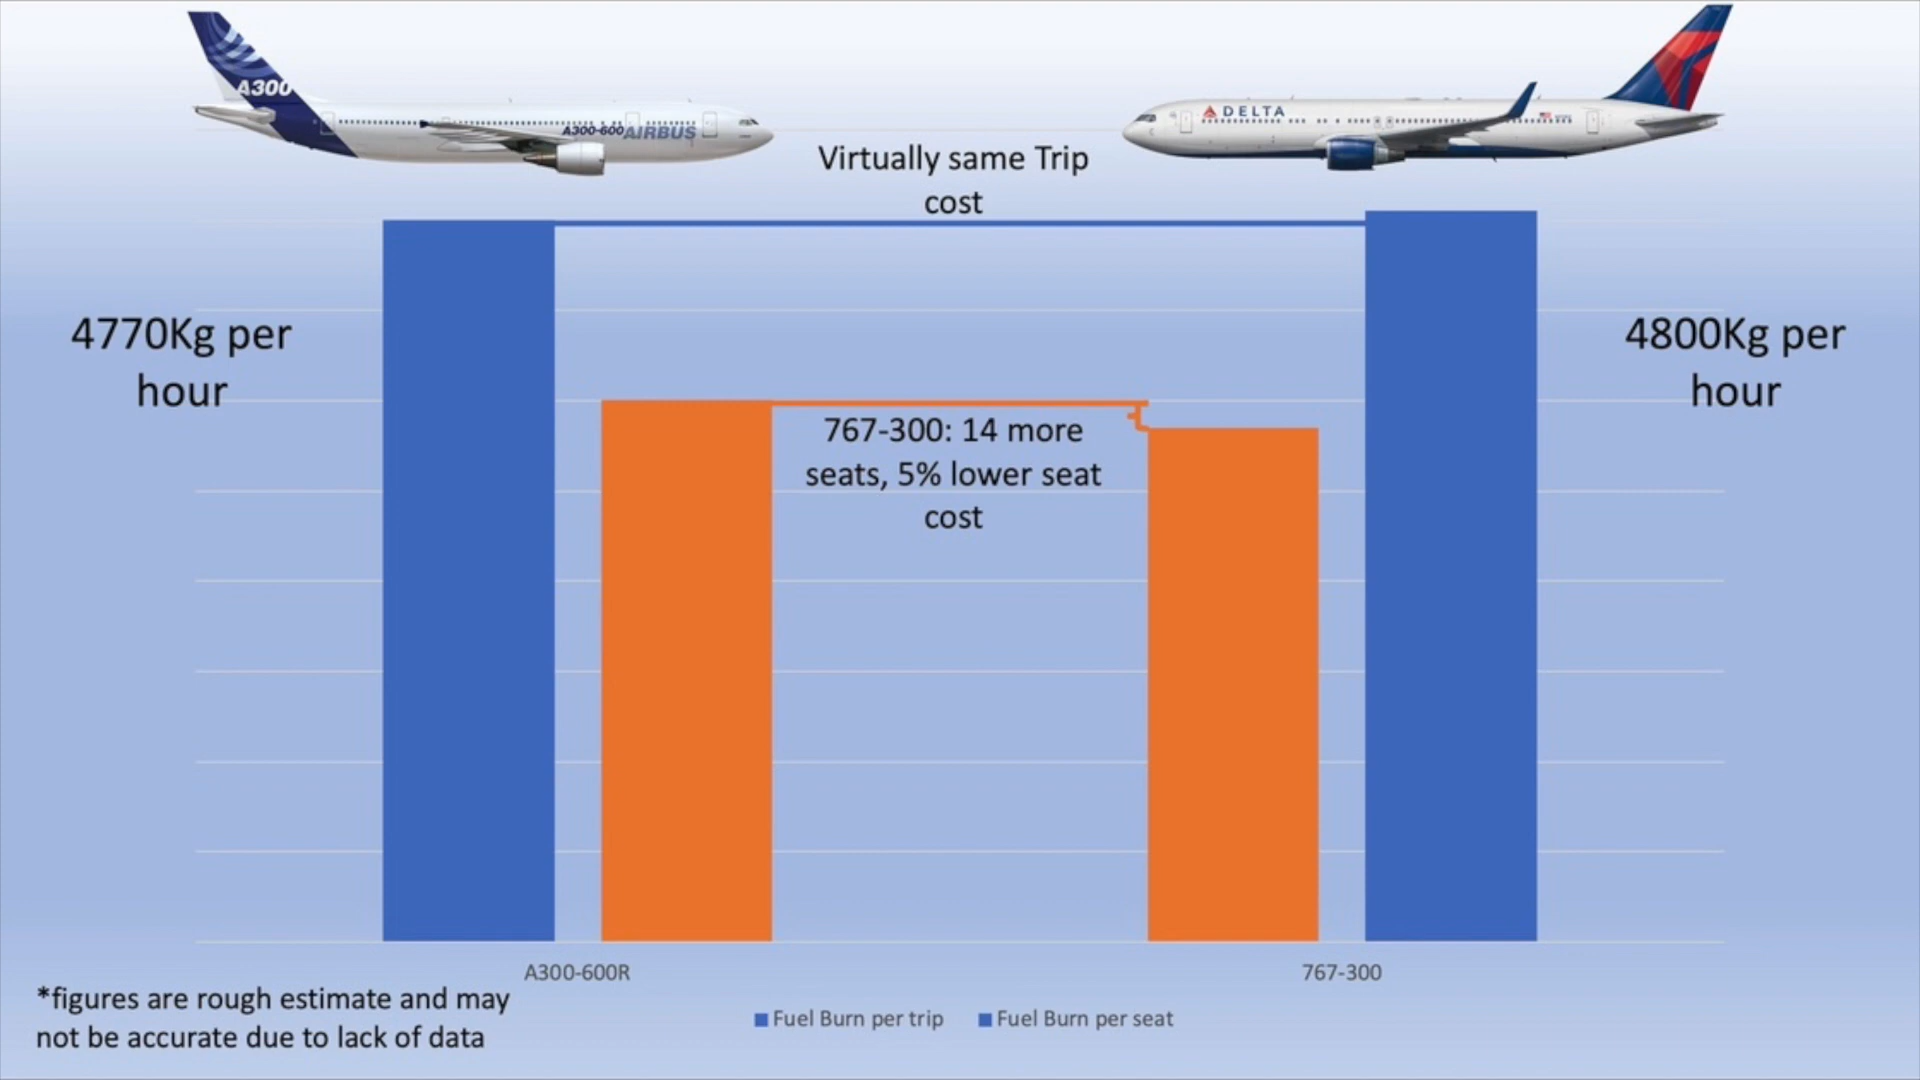 A300
A300-600 AIRBUS
DELTA
Virtually same Trip
cost
4770Kg per
hour
4800Kg per
hour
767-300: 14 more
seats, 5% lower seat
cost
A300-600R
767-300
*figures are rough estimate and may
not be accurate due to lack of data
Fuel Burn per trip
Fuel Burn per seat